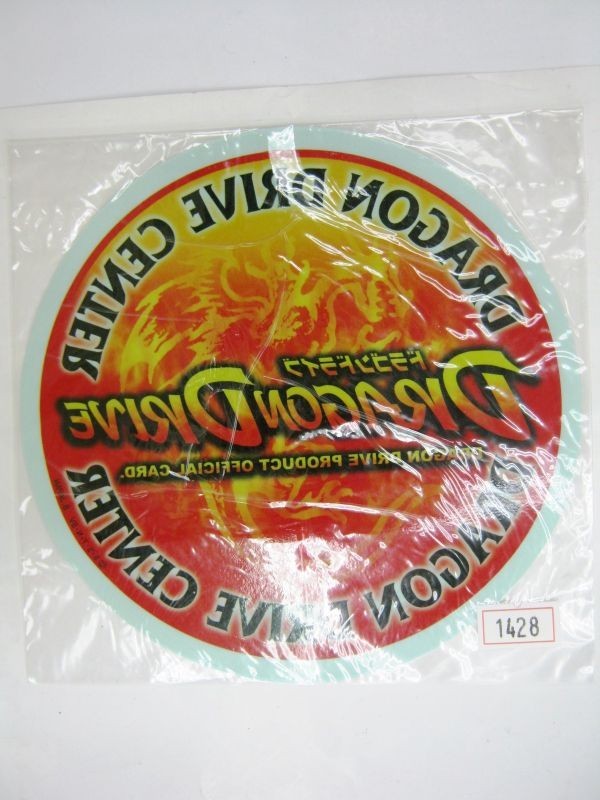 DRAGON DRIVE CENTER
ドラゴンドライブ
DRAGON DRIVE
DRAGON DRIVE PRODUCT OFFICIAL CARD.
DRAGON DRIVE CENTER
1428